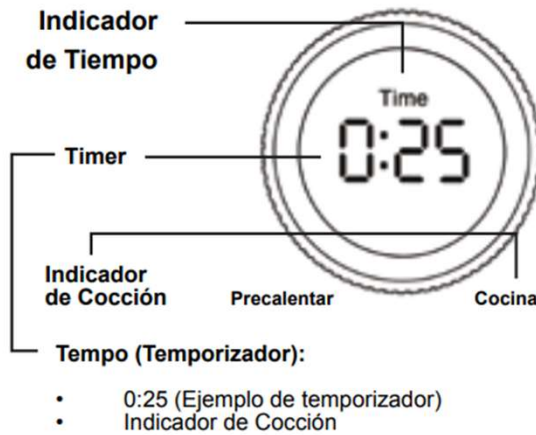 Indicador
de Tiempo
Time
0:25
Timer
Indicador
de Cocción
Precalentar
Cocina
Tempo (Temporizador):
• 0:25 (Ejemplo de temporizador)
• Indicador de Cocción